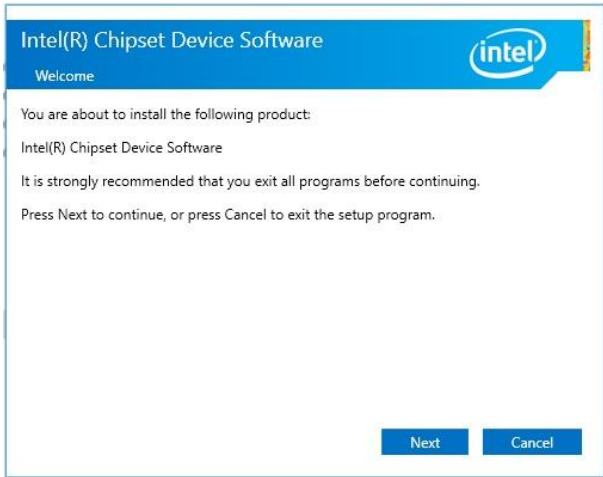 Intel(R) Chipset Device Software
intel
Welcome
You are about to install the following product:
Intel(R) Chipset Device Software
It is strongly recommended that you exit all programs before continuing.
Press Next to continue, or press Cancel to exit the setup program.
Next Cancel